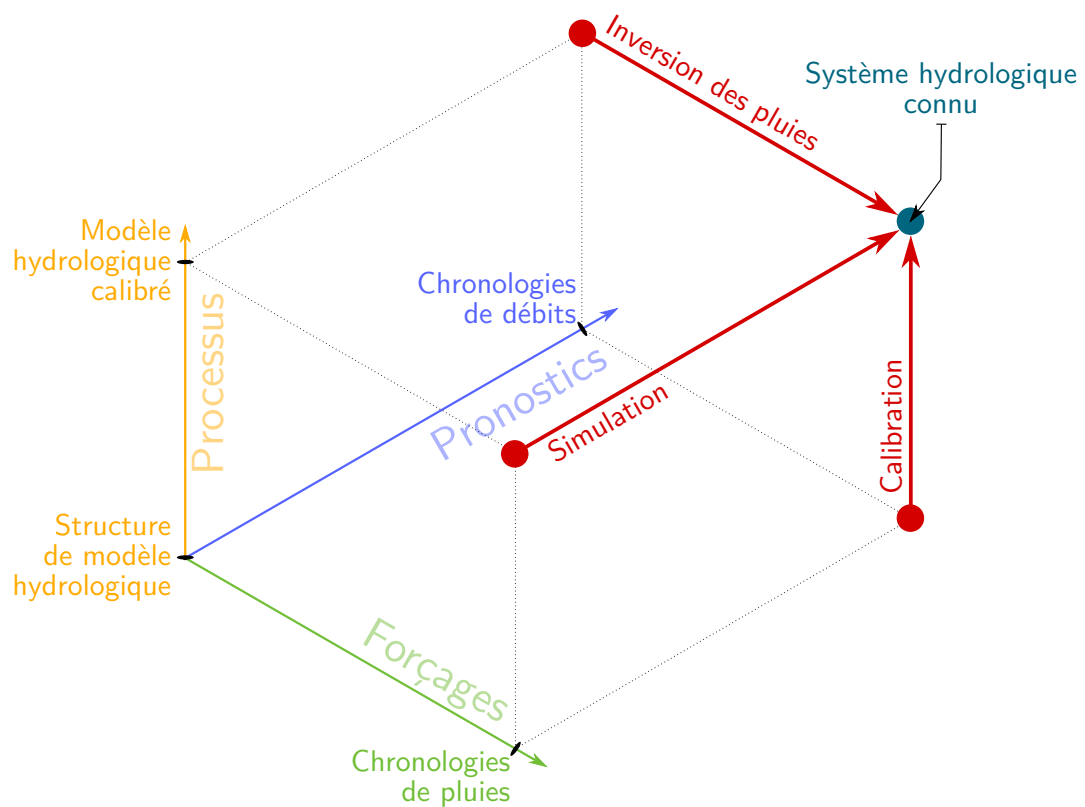 Inversion des pluies
Système hydrologique
connu
Modèle
hydrologique
calibré
Processus
Chronologies
de débits
Pronostics
Simulation
Calibration
Structure
de modèle
hydrologique
Forçages
Chronologies
de pluies